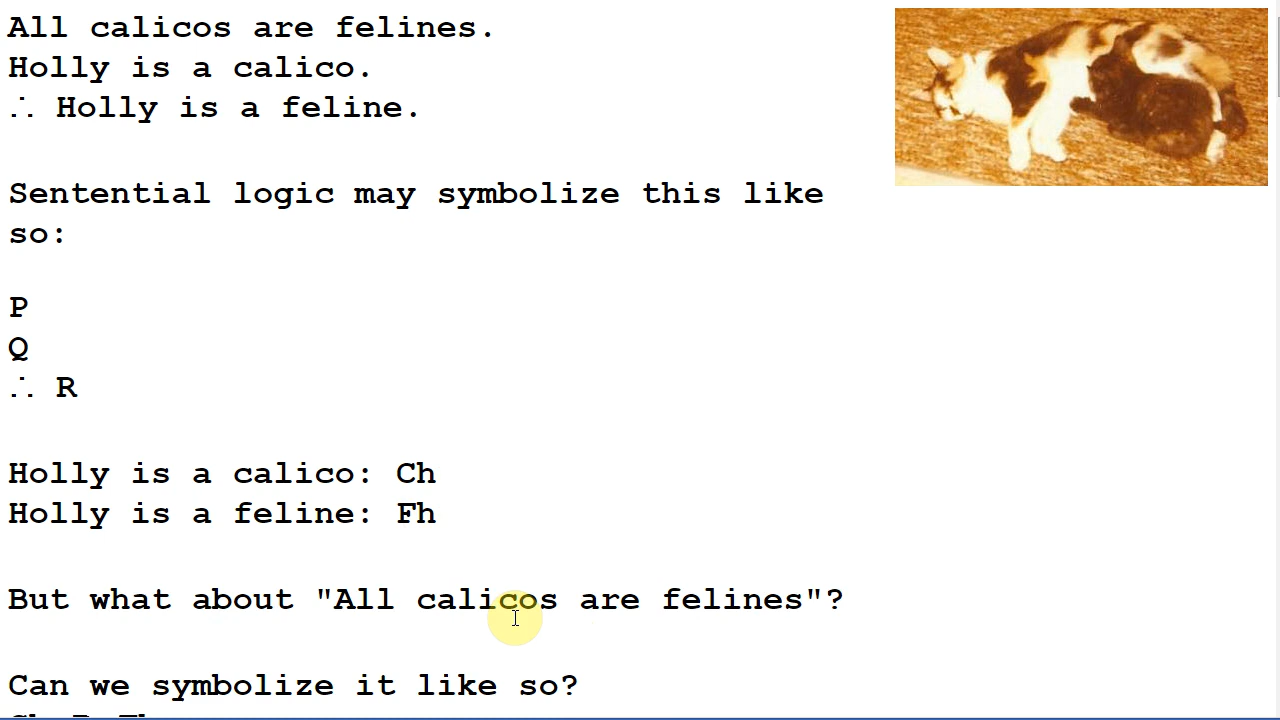 All calicos are felines.
Holly is a calico.
∴ Holly is a feline.
Sentential logic may symbolize this like
so:
P
Q
∴ R
Holly is a calico: Ch
Holly is a feline: Fh
But what about "All calicos are felines"?
Can we symbolize it like so?